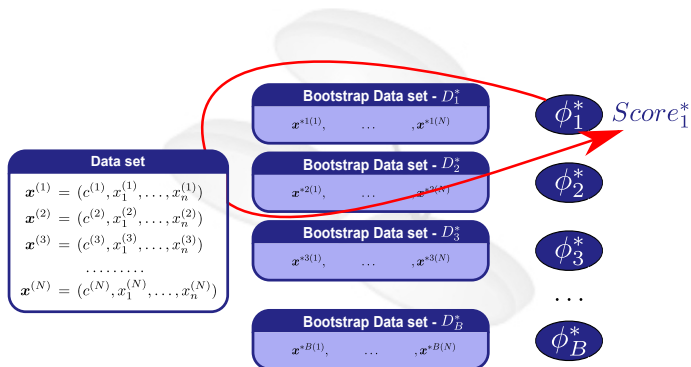 Data set
𝒙^(1) = (c^(1), x_1^(1), …, x_n^(1))
𝒙^(2) = (c^(2), x_1^(2), …, x_n^(2))
𝒙^(3) = (c^(3), x_1^(3), …, x_n^(3))
………
𝒙^(N) = (c^(N), x_1^(N), …, x_n^(N))
Bootstrap Data set - D_1^*
𝒙^{*1(1)}, … , 𝒙^{*1(N)}
Bootstrap Data set - D_2^*
𝒙^{*2(1)}, … , 𝒙^{*2(N)}
Bootstrap Data set - D_3^*
𝒙^{*3(1)}, … , 𝒙^{*3(N)}
Bootstrap Data set - D_B^*
𝒙^{*B(1)}, … , 𝒙^{*B(N)}
ϕ_1^* Score_1^*
ϕ_2^*
ϕ_3^*
…
ϕ_B^*